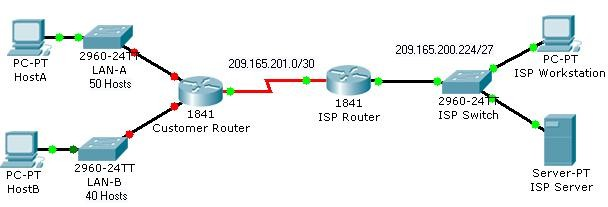 PC-PT
HostA
2960-24TT
LAN-A
50 Hosts
PC-PT
HostB
2960-24TT
LAN-B
40 Hosts
1841
Customer Router
209.165.201.0/30
1841
ISP Router
209.165.200.224/27
2960-24TT
ISP Switch
PC-PT
ISP Workstation
Server-PT
ISP Server